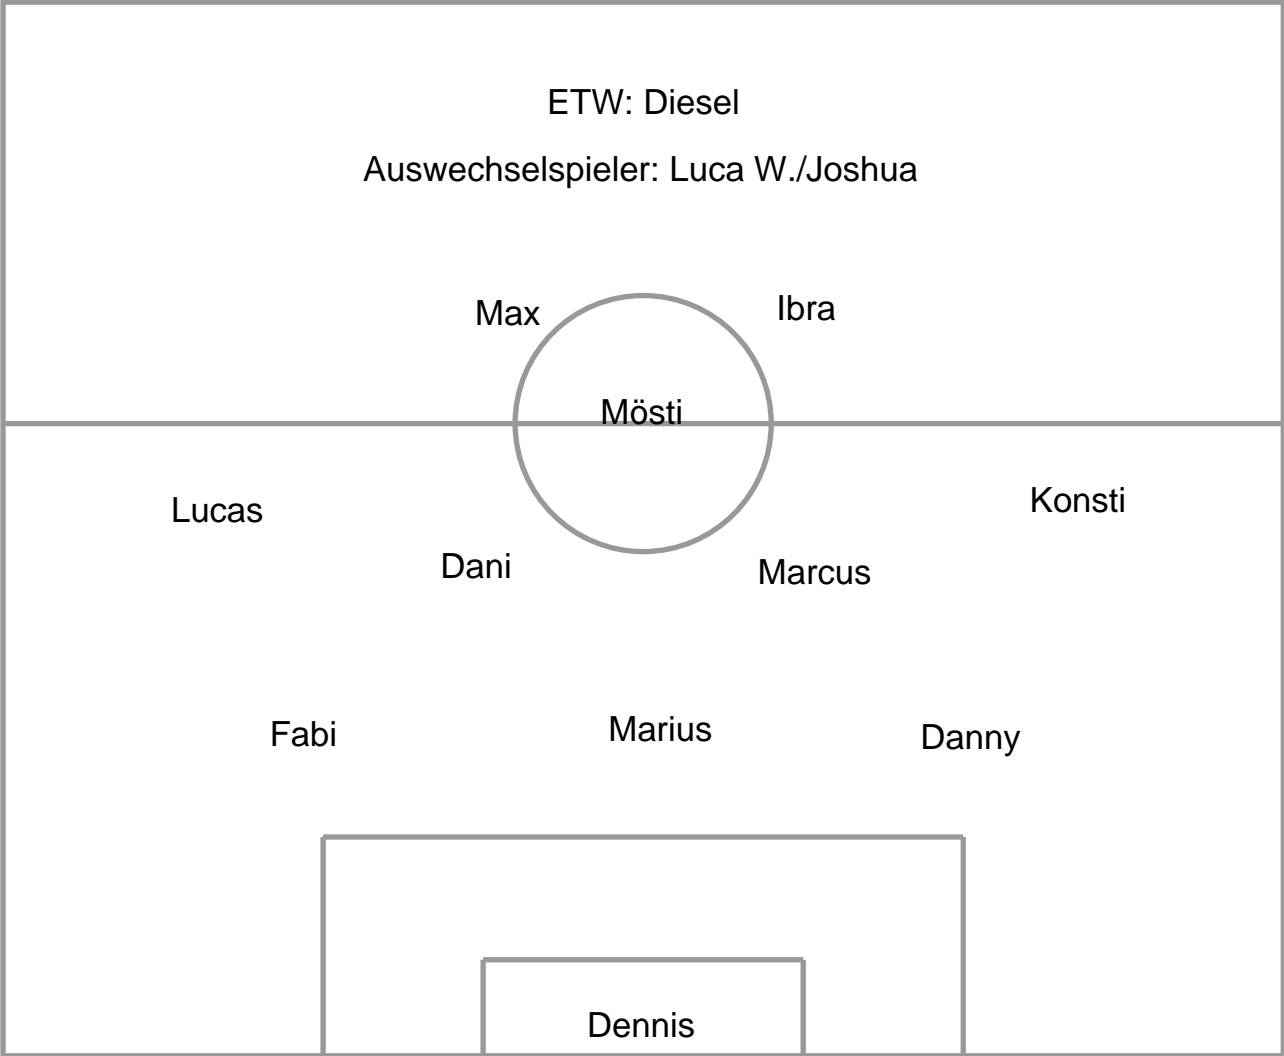 ETW: Diesel
Auswechselspieler: Luca W./Joshua
Max
Ibra
Mösti
Lucas
Konsti
Dani
Marcus
Fabi
Marius
Danny
Dennis